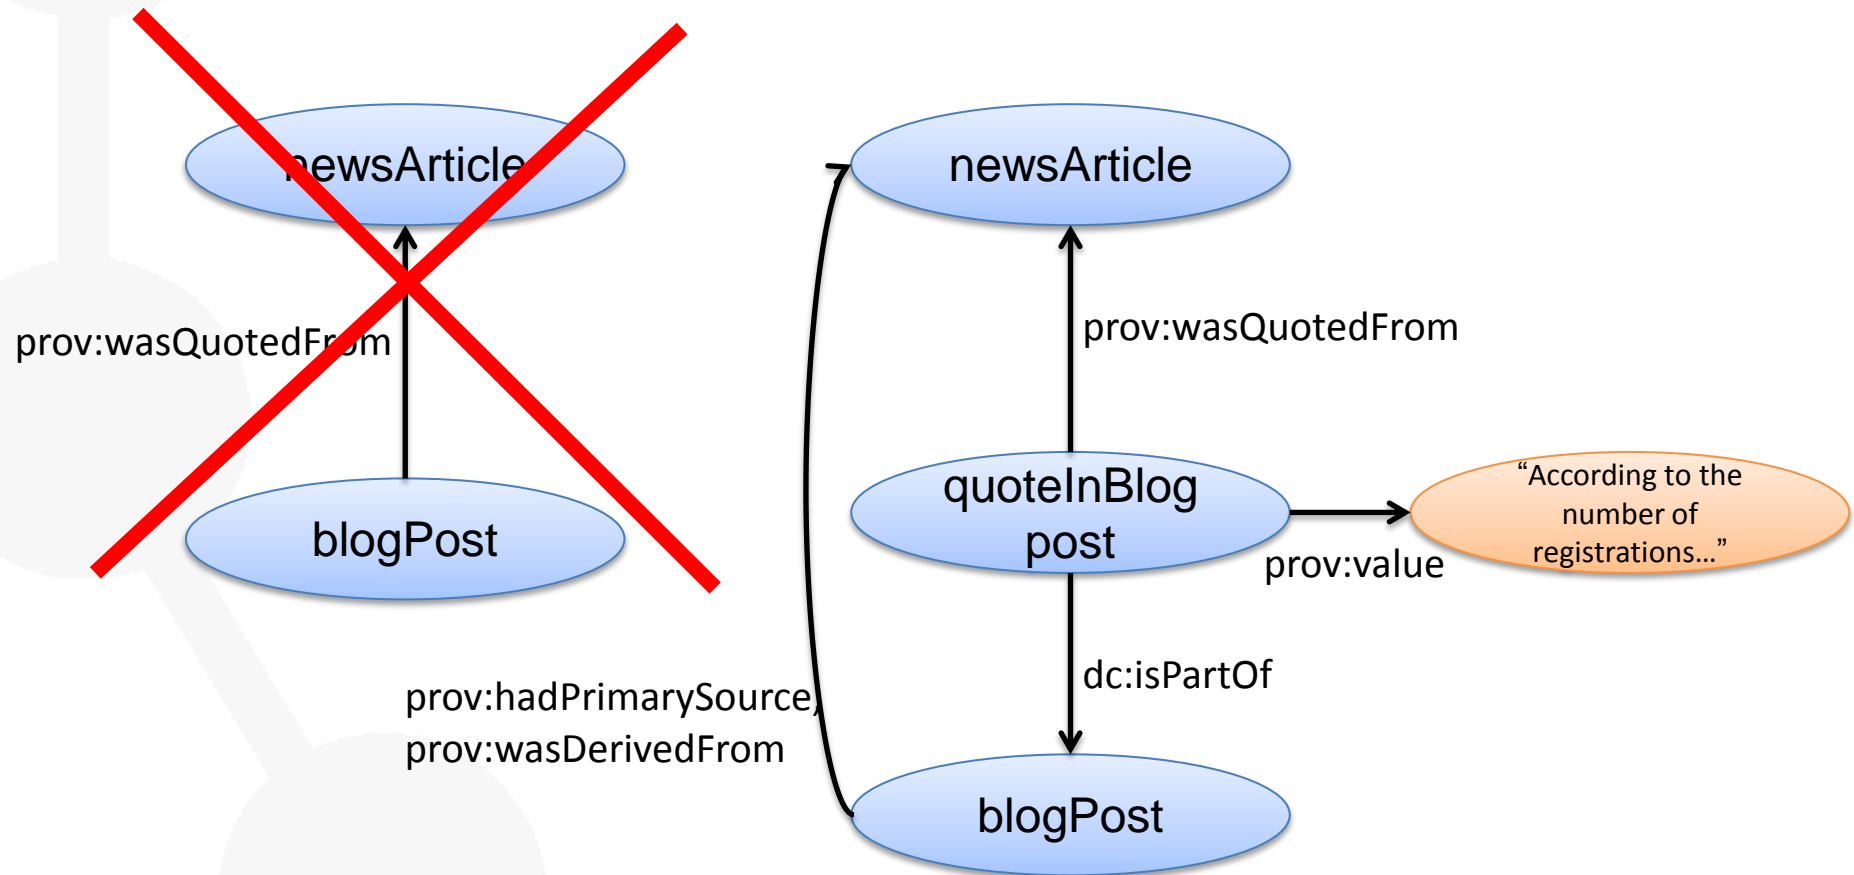 newsArticle
prov:wasQuotedFrom
blogPost
newsArticle
prov:wasQuotedFrom
quoteInBlog
post
prov:value
“According to the
number of
registrations...”
dc:isPartOf
prov:hadPrimarySource,
prov:wasDerivedFrom
blogPost